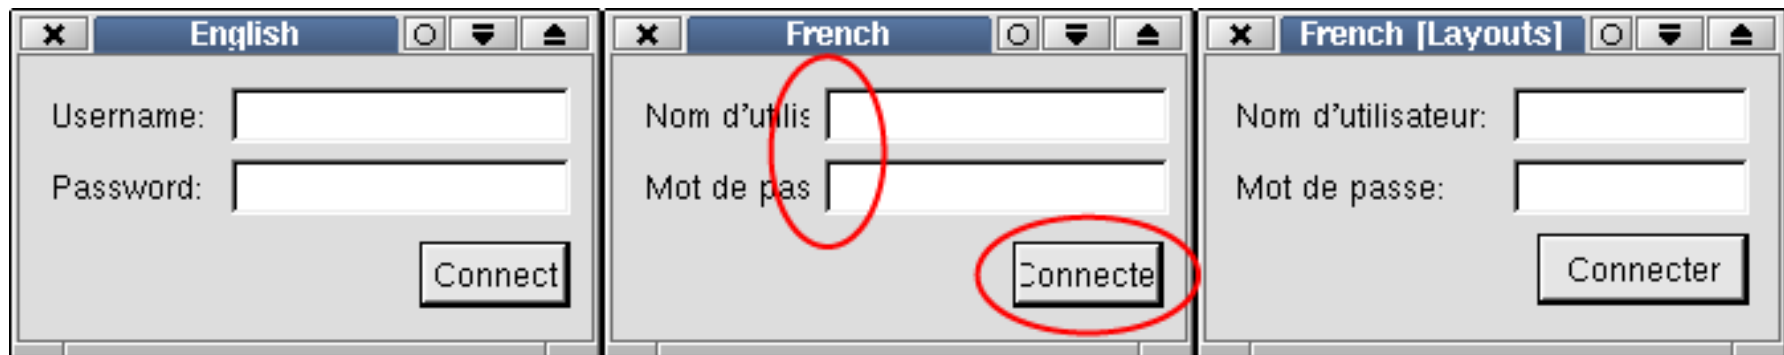 English
Username:
Password:
Connect
French
Nom d'utilis
Mot de pas
Connecte
French [Layouts]
Nom d'utilisateur:
Mot de passe:
Connecter